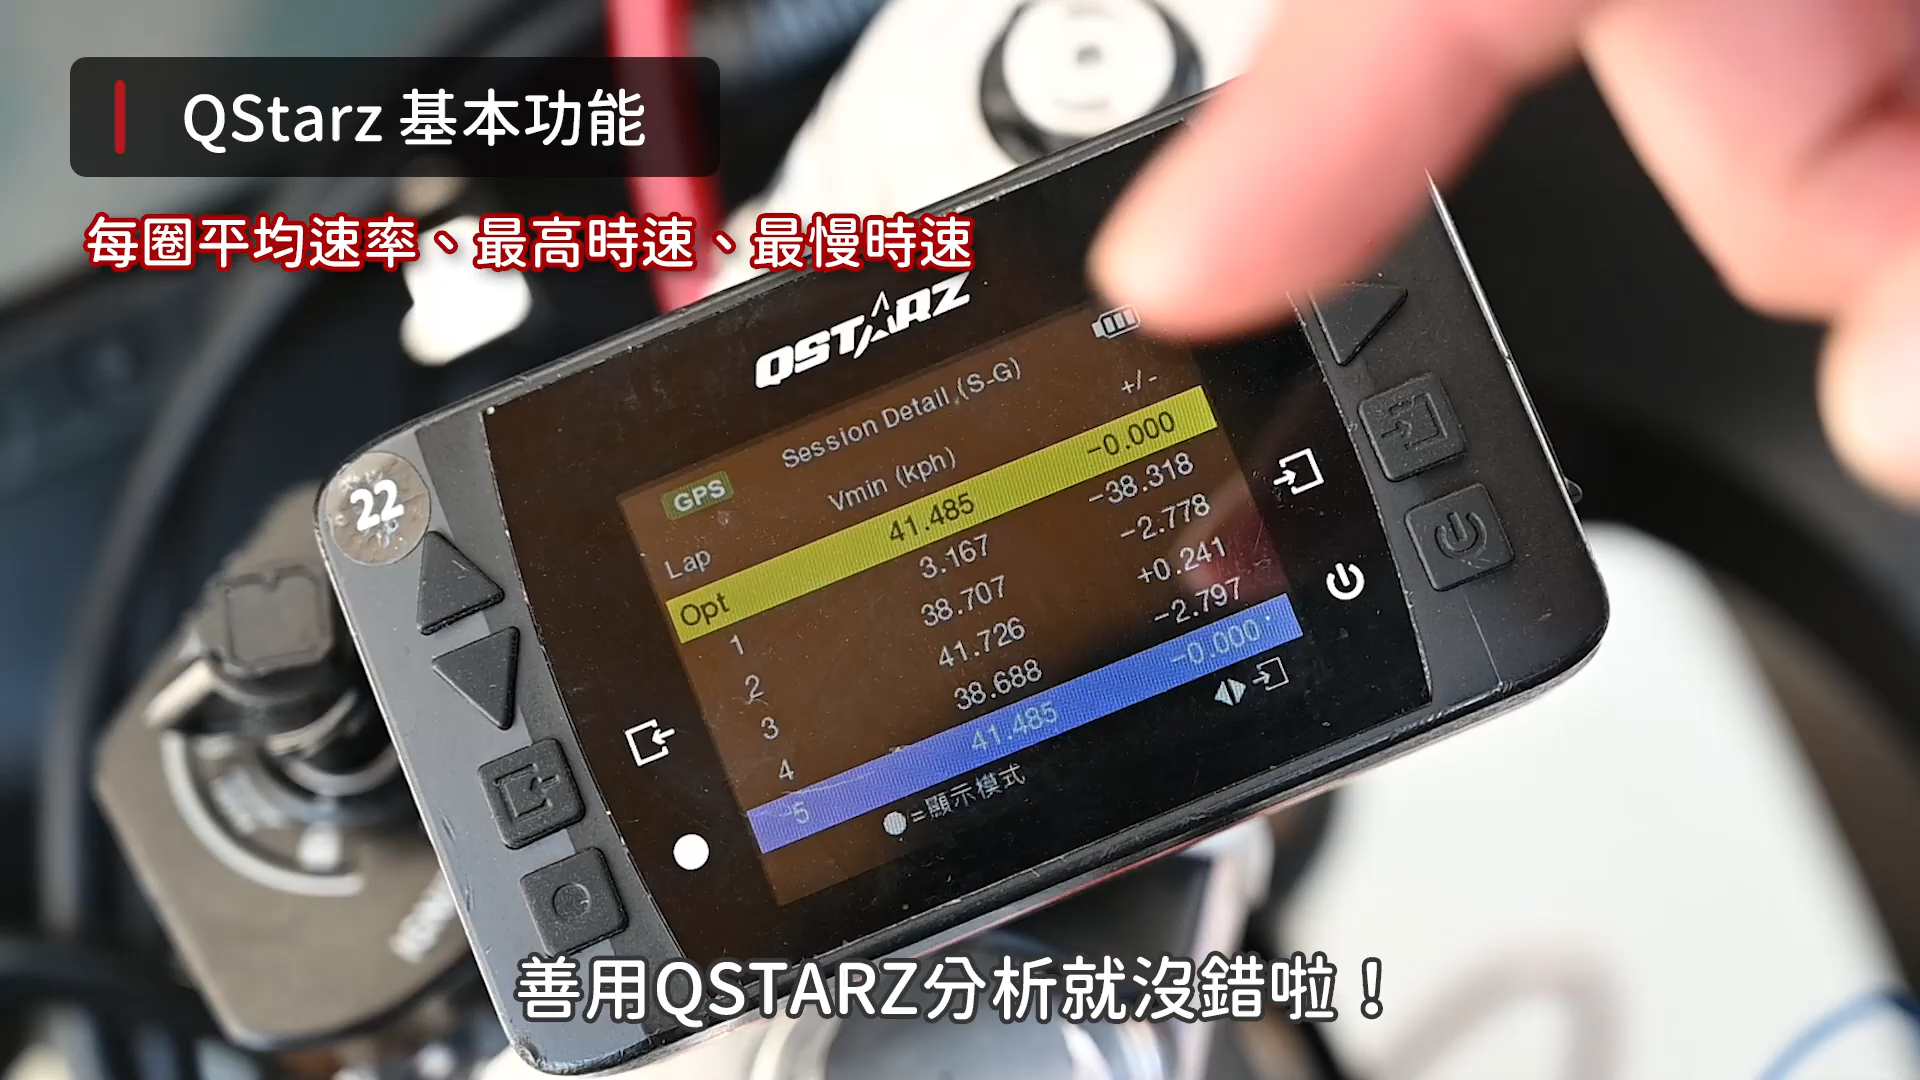 QStarz 基本功能
每圈平均速率、最高時速、最慢時速
QSTARZ
Session Detail (S-G)
GPS
Lap Vmin (kph) +/-
Opt 41.485 -0.000
1 3.167 -38.318
2 38.707 -2.778
3 41.726 +0.241
4 38.688 -2.797
5 41.485 -0.000
=顯示模式
22
善用QSTARZ分析就沒錯啦！